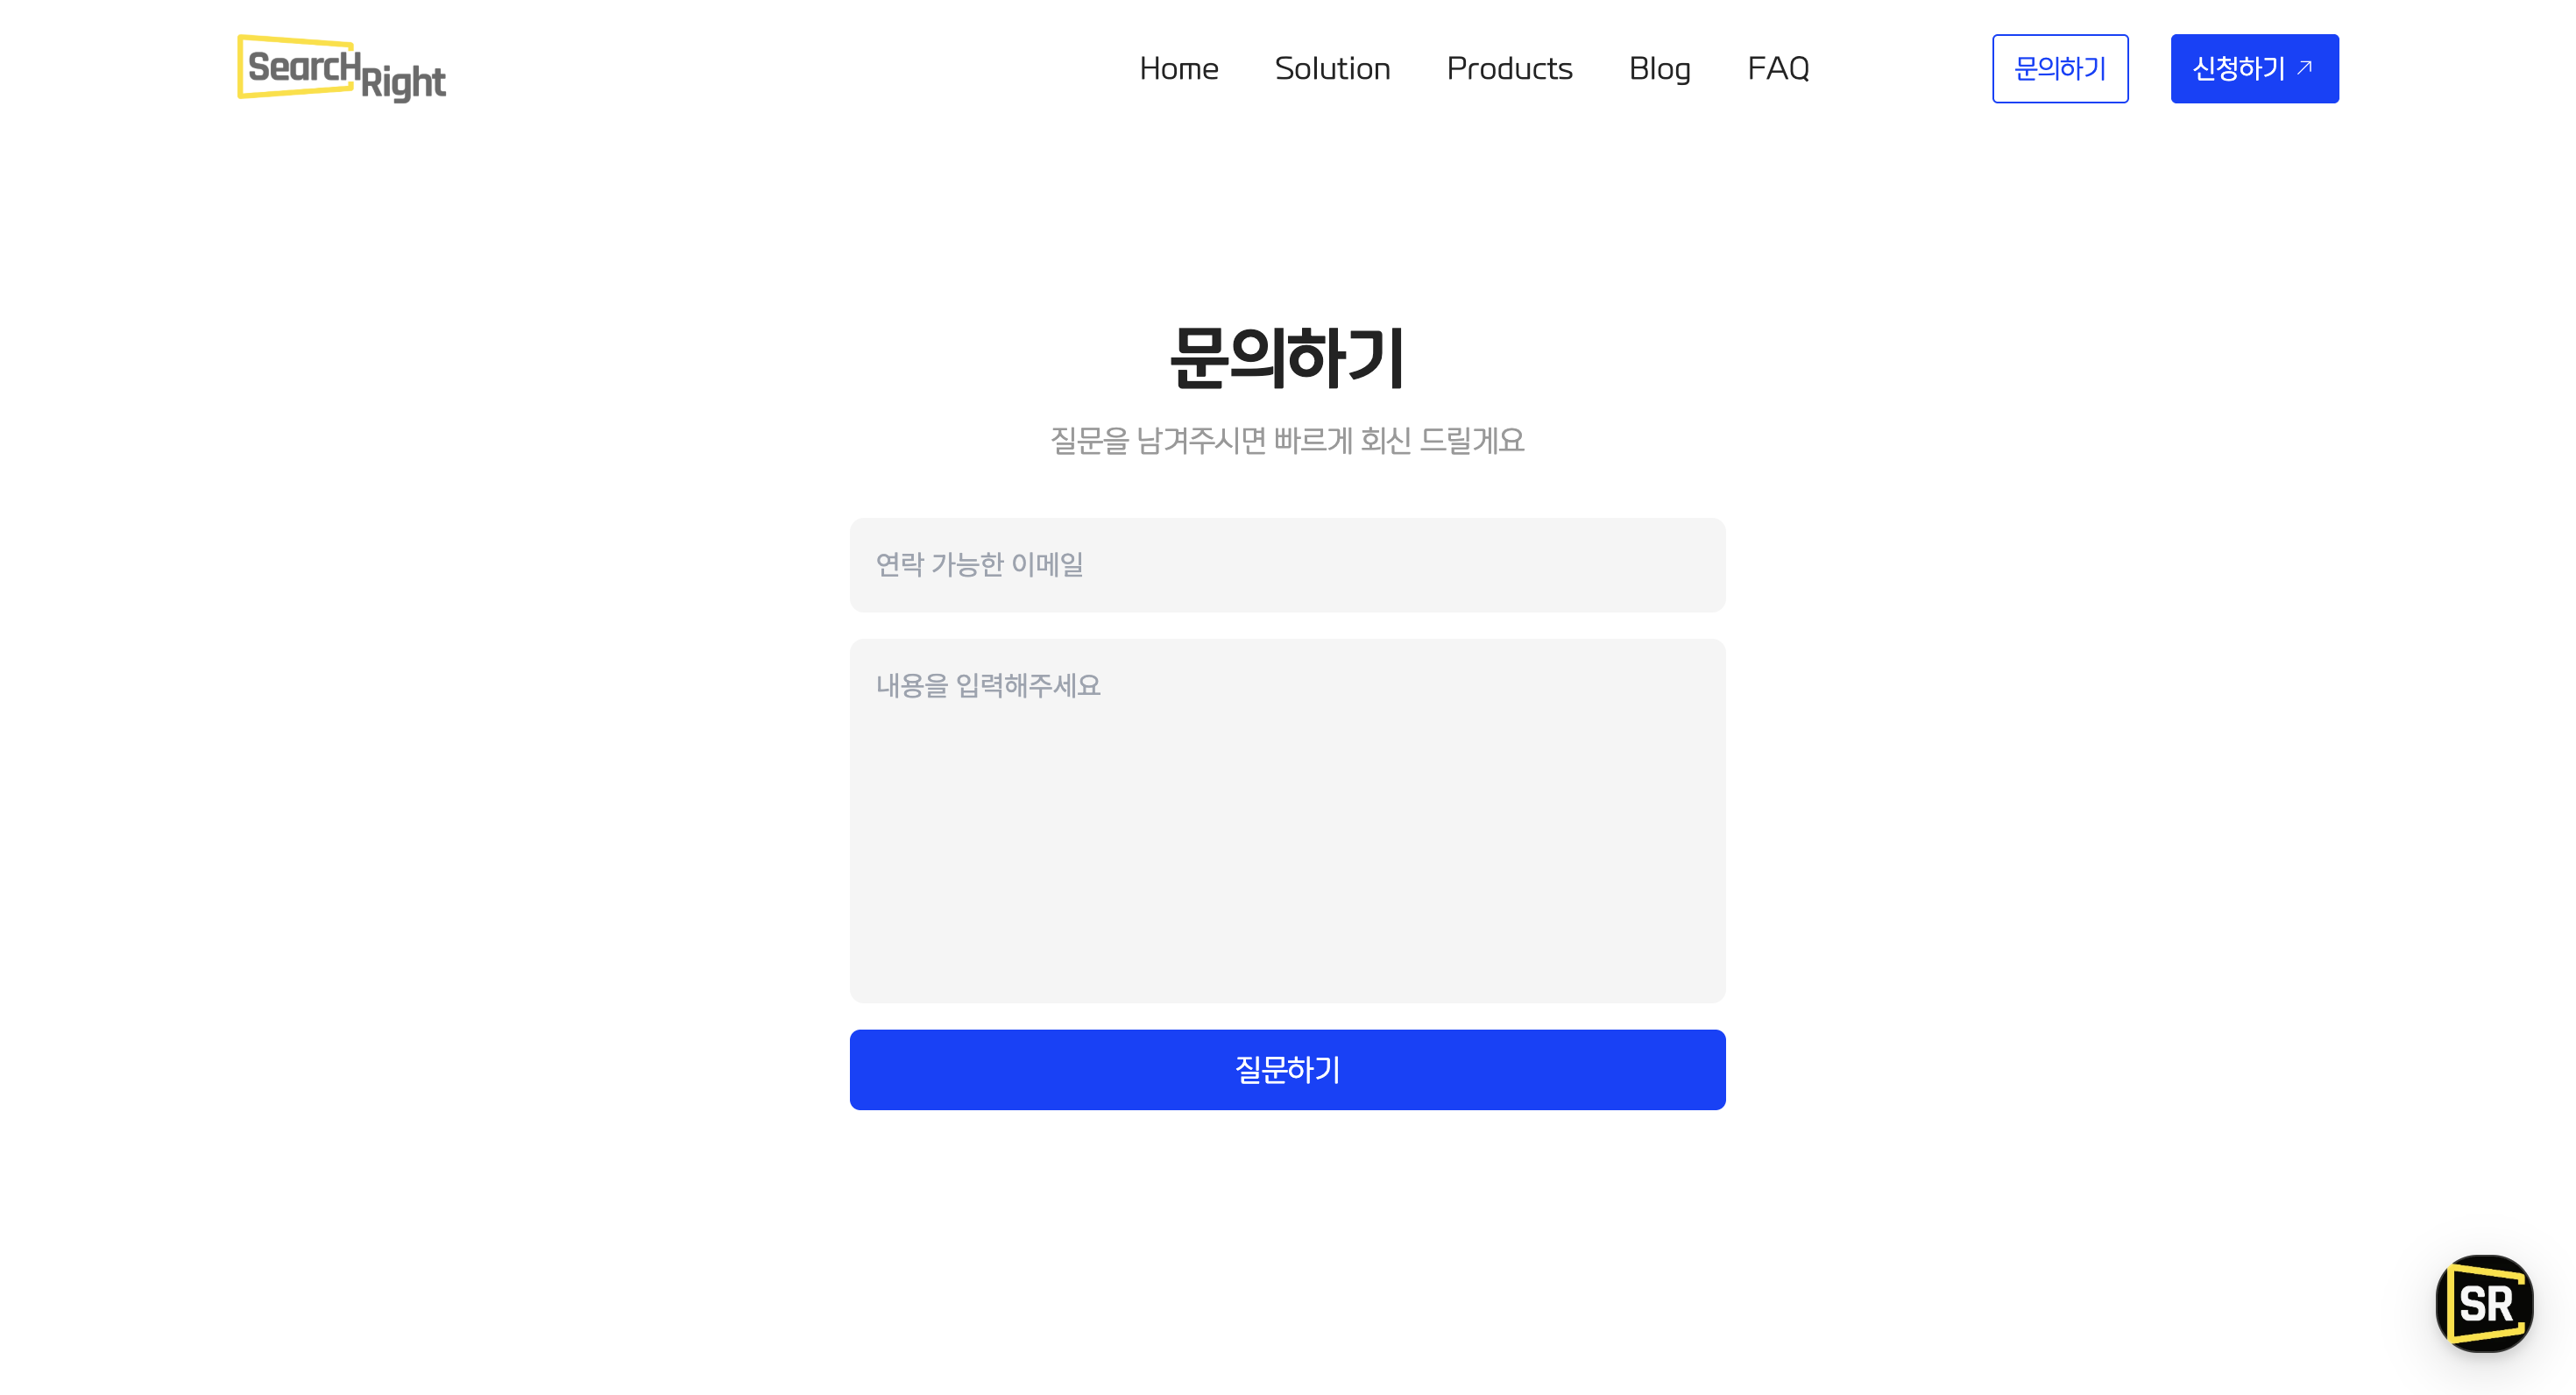 SearcH Right
Home Solution Products Blog FAQ 문의하기 신청하기
문의하기
질문을 남겨주시면 빠르게 회신 드릴게요
연락 가능한 이메일
내용을 입력해주세요
질문하기
SR